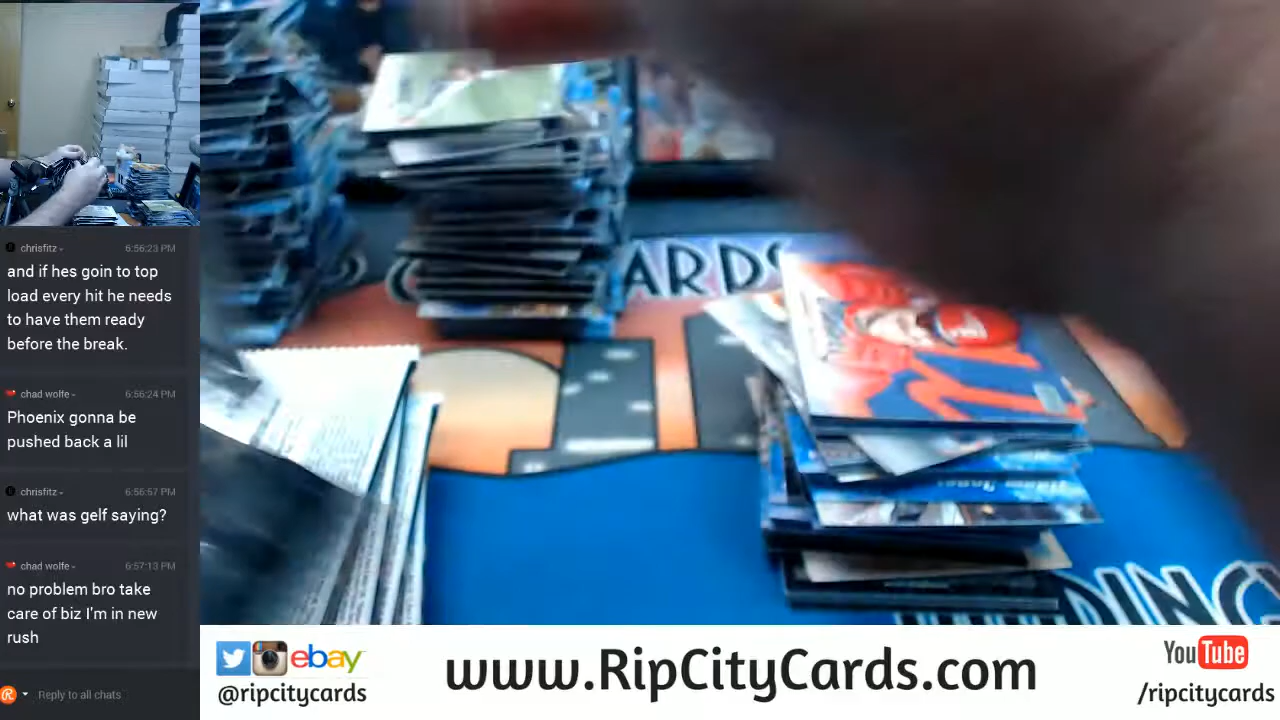 chrisfitz 6:56:23 PM
and if hes goin to top
load every hit he needs
to have them ready
before the break.
chad wolfe 6:56:24 PM
Phoenix gonna be
pushed back a lil
chrisfitz 6:56:57 PM
what was gelf saying?
chad wolfe 6:57:13 PM
no problem bro take
care of biz I'm in new
rush
Reply to all chats
ARDS
DING
ebay
@ripcitycards
www.RipCityCards.com
YouTube
/ripcitycards